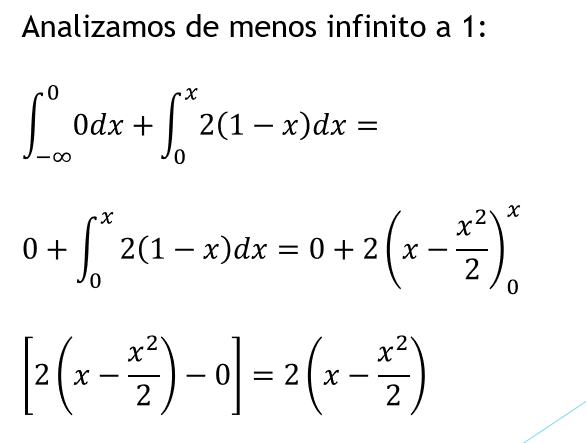 Analizamos de menos infinito a 1:
∫_{-∞}^{0} 0dx + ∫_{0}^{x} 2(1 − x)dx =
0 + ∫_{0}^{x} 2(1 − x)dx = 0 + 2(x − x²/2)_{0}^{x}
[2(x − x²/2) − 0] = 2(x − x²/2)